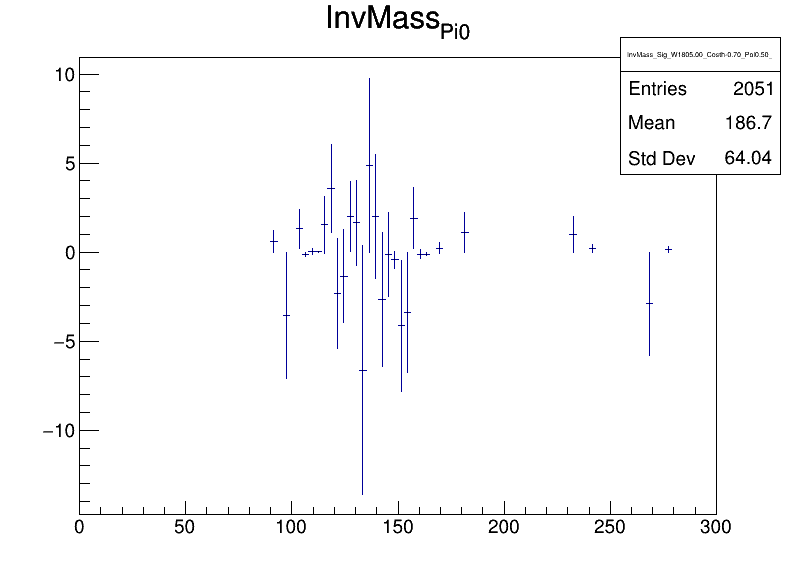 InvMassPi0
InvMass_Sig_W1805.00_Costh-0.70_Pol0.50_
Entries 2051
Mean 186.7
Std Dev 64.04
10
5
0
−5
−10
0 50 100 150 200 250 300